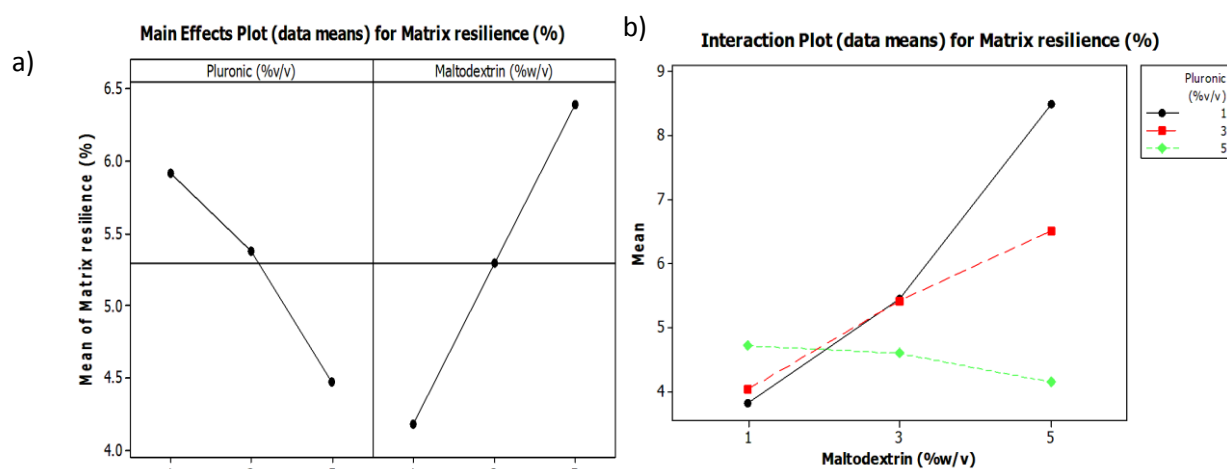 a)
Main Effects Plot (data means) for Matrix resilience (%)
Pluronic (%v/v) Maltodextrin (%w/v)
Mean of Matrix resilience (%)
6.5
6.0
5.5
5.0
4.5
4.0
b)
Interaction Plot (data means) for Matrix resilience (%)
Mean
9
8
7
6
5
4
1 3 5
Maltodextrin (%w/v)
Pluronic
(%v/v)
1
3
5